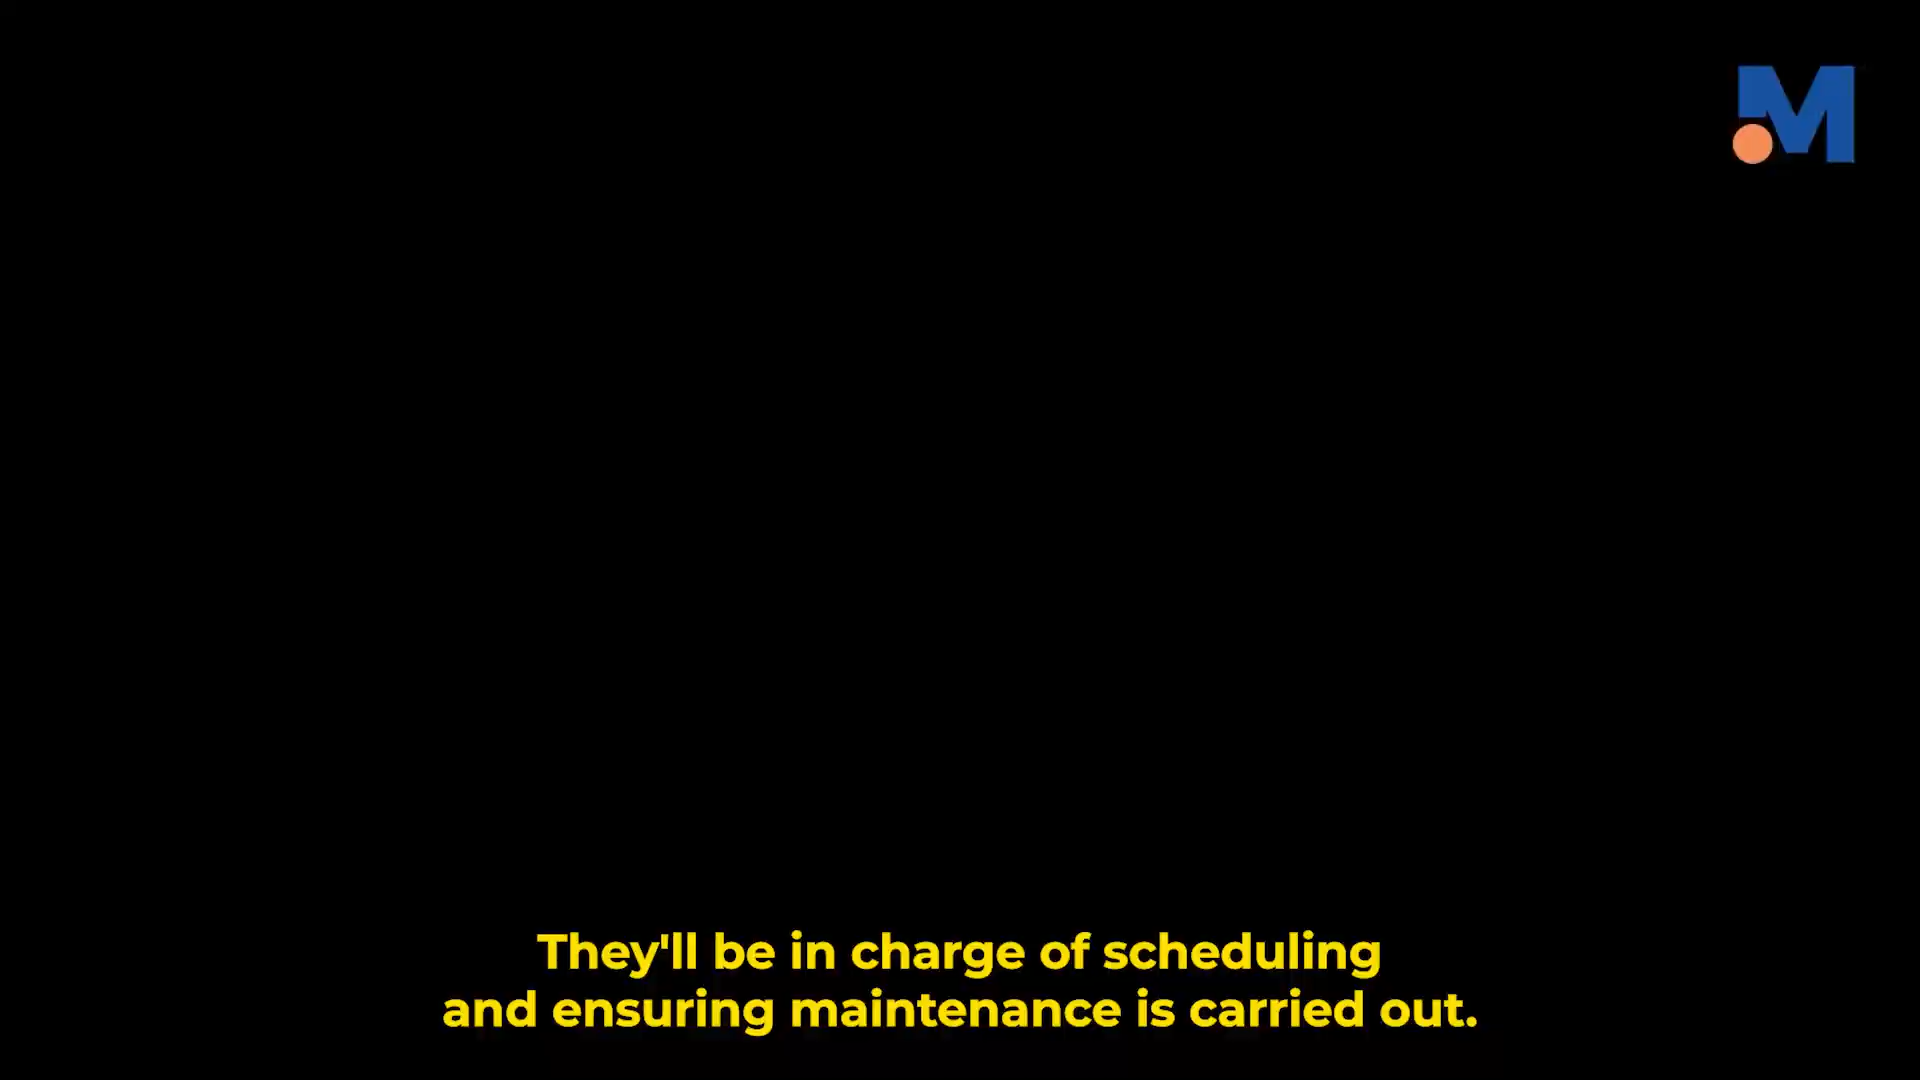 M
They'll be in charge of scheduling
and ensuring maintenance is carried out.